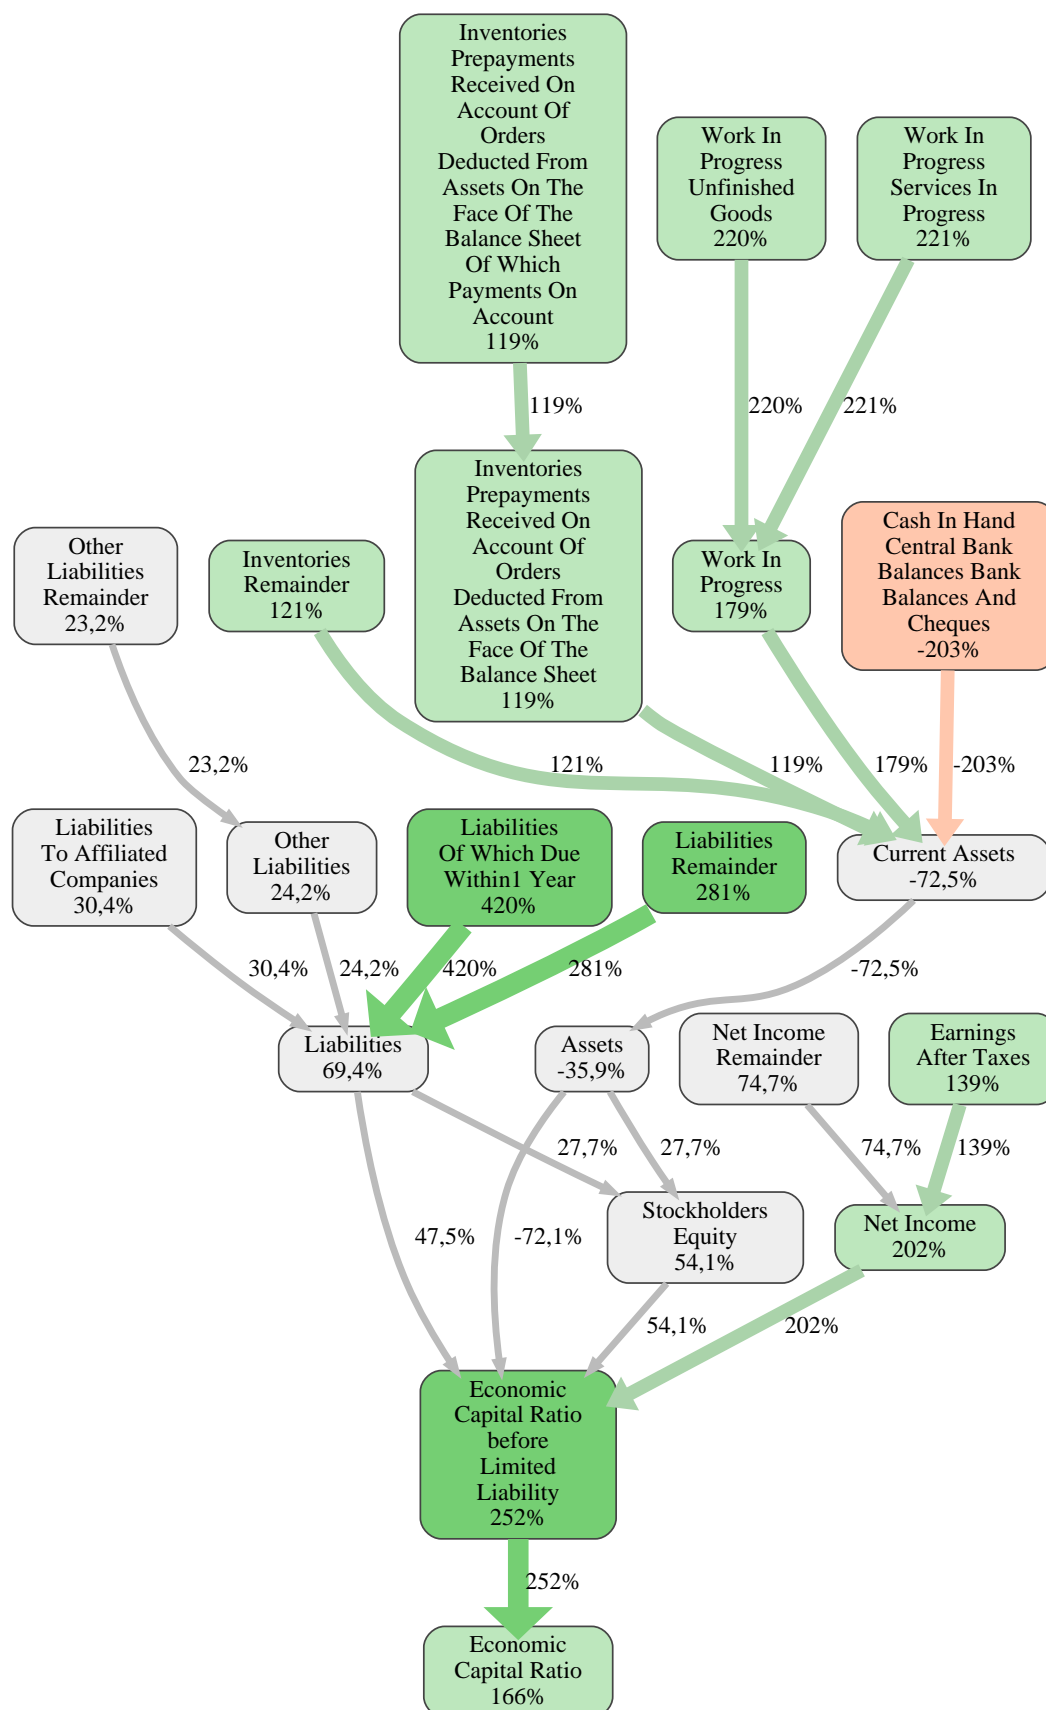 Inventories
Prepayments
Received On
Account Of
Orders
Deducted From
Assets On The
Face Of The
Balance Sheet
Of Which
Payments On
Account
119%
Work In
Progress
Unfinished
Goods
220%
Work In
Progress
Services In
Progress
221%
119%
220%
221%
Other
Liabilities
Remainder
23,2%
Inventories
Remainder
121%
Inventories
Prepayments
Received On
Account Of
Orders
Deducted From
Assets On The
Face Of The
Balance Sheet
119%
Work In
Progress
179%
Cash In Hand
Central Bank
Balances Bank
Balances And
Cheques
-203%
23,2%
121%
119%
179%
-203%
Liabilities
To Affiliated
Companies
30,4%
Other
Liabilities
24,2%
Liabilities
Of Which Due
Within1 Year
420%
Liabilities
Remainder
281%
Current Assets
-72,5%
30,4%
24,2%
420%
281%
-72,5%
Liabilities
69,4%
Assets
-35,9%
Net Income
Remainder
74,7%
Earnings
After Taxes
139%
27,7%
27,7%
74,7%
139%
47,5%
-72,1%
Stockholders
Equity
54,1%
Net Income
202%
54,1%
202%
Economic
Capital Ratio
before
Limited
Liability
252%
252%
Economic
Capital Ratio
166%